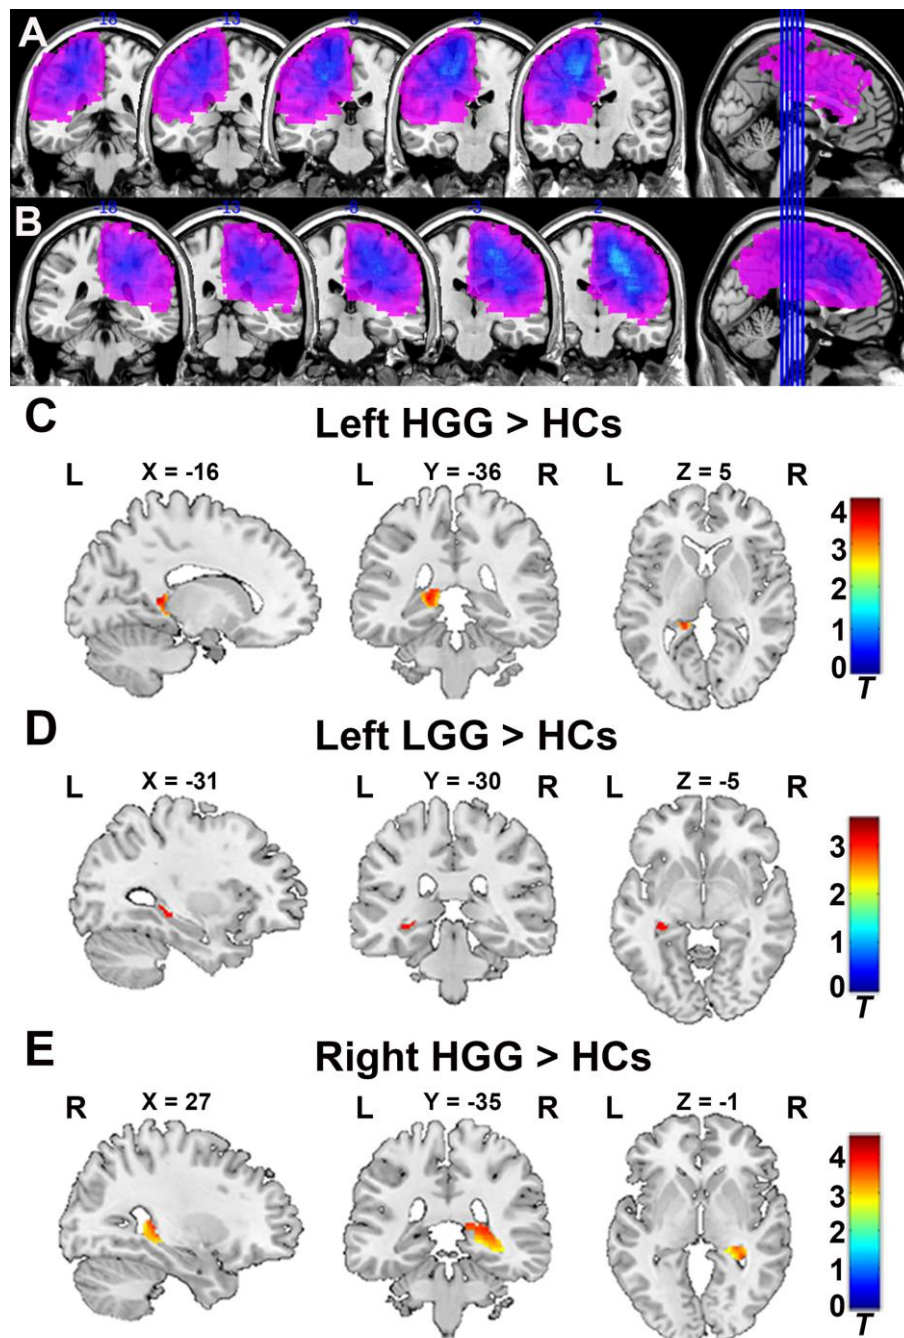 A
-18 -13 -8 -3 2
B
-18 -13 -8 -3 2
C
Left HGG > HCs
L X = -16 L Y = -36 R L Z = 5 R
4
3
2
1
0
T
D
Left LGG > HCs
L X = -31 L Y = -30 R L Z = -5 R
3
2
1
0
T
E
Right HGG > HCs
R X = 27 L Y = -35 R L Z = -1 R
4
3
2
1
0
T